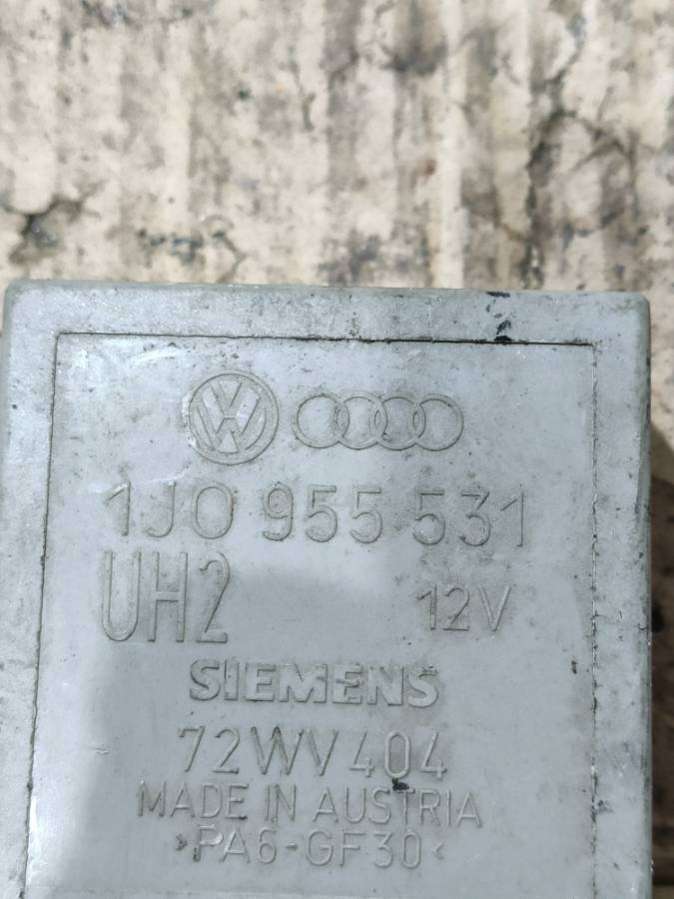 1J0 955 531
UH2 12V
SIEMENS
72WV404
MADE IN AUSTRIA
>PA6-GF30<